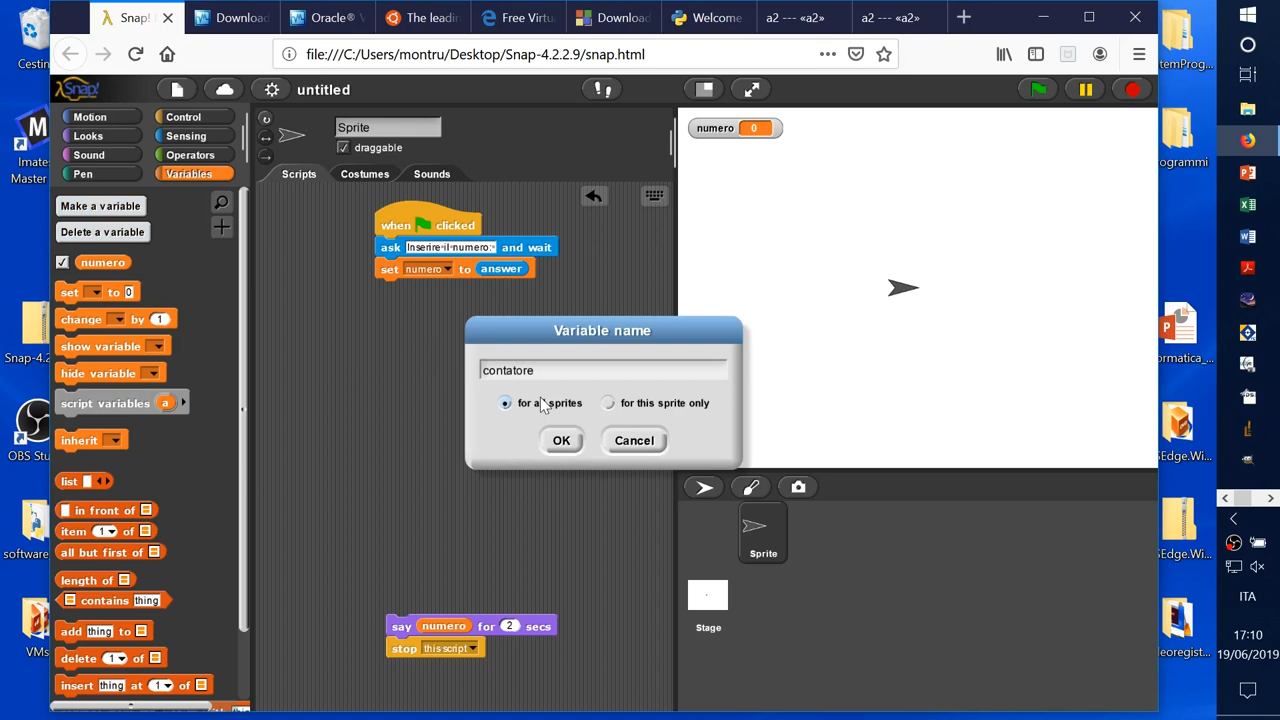 Snap!
Download
Oracle® V
The leadin
Free Virtu
Download
Welcome
a2 --- «a2»
a2 --- «a2»
file:///C:/Users/montru/Desktop/Snap-4.2.2.9/snap.html
Cestin
Imates
Master
Snap-4.2
OBS Stu
software
VMs
Snap!
untitled
Motion
Control
Looks
Sensing
Sound
Operators
Pen
Variables
Make a variable
Delete a variable
numero
set to 0
change by 1
show variable
hide variable
script variables a
inherit
list
in front of
item 1 of
all but first of
length of
contains thing
add thing to
delete 1 of
insert thing at 1 of
Sprite
draggable
Scripts
Costumes
Sounds
when clicked
ask Inserire il numero: and wait
set numero to answer
Variable name
contatore
for all sprites
for this sprite only
OK
Cancel
say numero for 2 secs
stop this script
numero 0
Sprite
Stage
temProg...
rogrammi
ormatica_...
SEdge.Wi...
SEdge.Wi...
deoregist...
ITA
17:10
19/06/2019